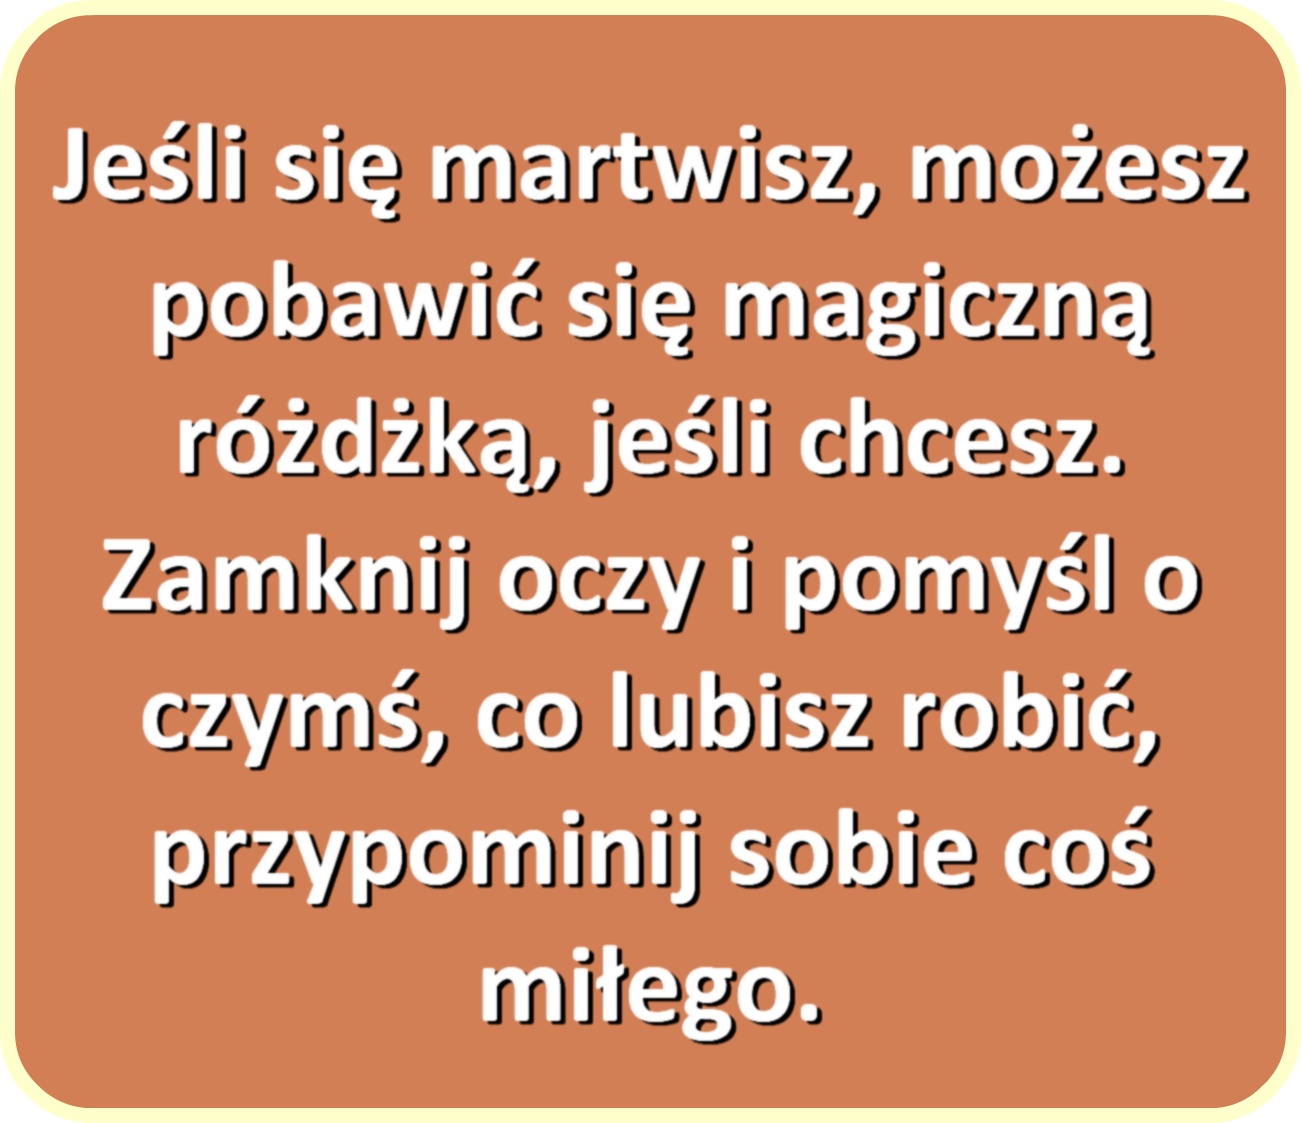 Jeśli się martwisz, możesz
pobawić się magiczną
różdżką, jeśli chcesz.
Zamknij oczy i pomyśl o
czymś, co lubisz robić,
przypominij sobie coś
miłego.